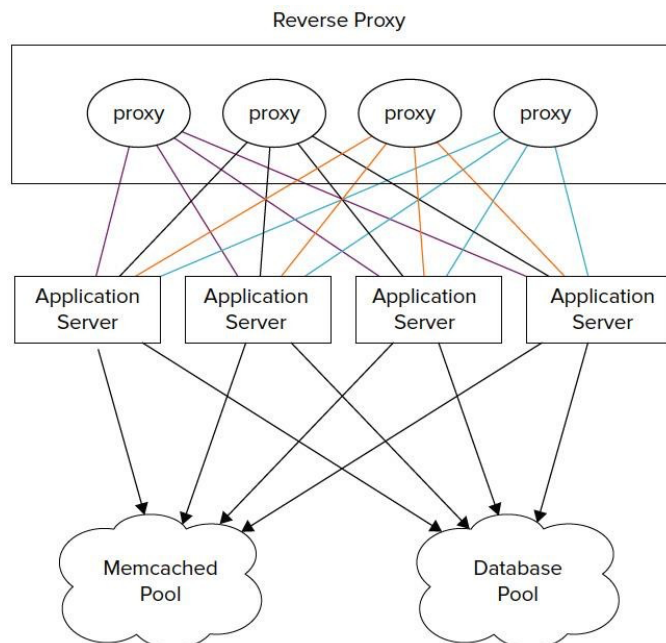 Reverse Proxy
proxy
proxy
proxy
proxy
Application
Server
Application
Server
Application
Server
Application
Server
Memcached
Pool
Database
Pool